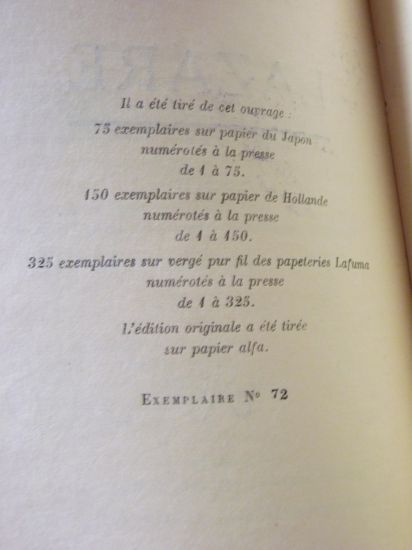 Il a été tiré de cet ouvrage :
75 exemplaires sur papier du Japon
numérotés à la presse
de 1 à 75.
150 exemplaires sur papier de Hollande
numérotés à la presse
de 1 à 150.
325 exemplaires sur vergé pur fil des papeteries Lafuma
numérotés à la presse
de 1 à 325.
L'édition originale a été tirée
sur papier alfa.
EXEMPLAIRE No 72